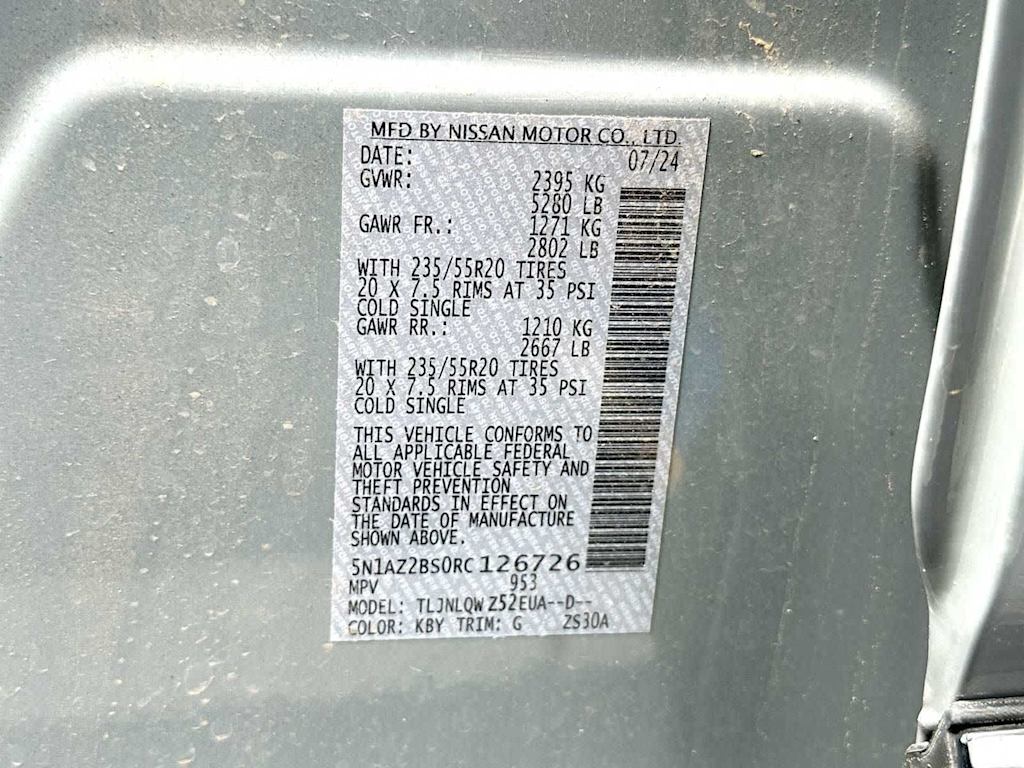 MFD BY NISSAN MOTOR CO., LTD.
DATE: 07/24
GVWR: 2395 KG
5280 LB
GAWR FR.: 1271 KG
2802 LB
WITH 235/55R20 TIRES
20 X 7.5 RIMS AT 35 PSI
COLD SINGLE
GAWR RR.: 1210 KG
2667 LB
WITH 235/55R20 TIRES
20 X 7.5 RIMS AT 35 PSI
COLD SINGLE
THIS VEHICLE CONFORMS TO
ALL APPLICABLE FEDERAL
MOTOR VEHICLE SAFETY AND
THEFT PREVENTION
STANDARDS IN EFFECT ON
THE DATE OF MANUFACTURE
SHOWN ABOVE.
5N1AZ2BS0RC126726
MPV 953
MODEL: TLJNLQW Z52EUA--D--
COLOR: KBY TRIM: G ZS30A